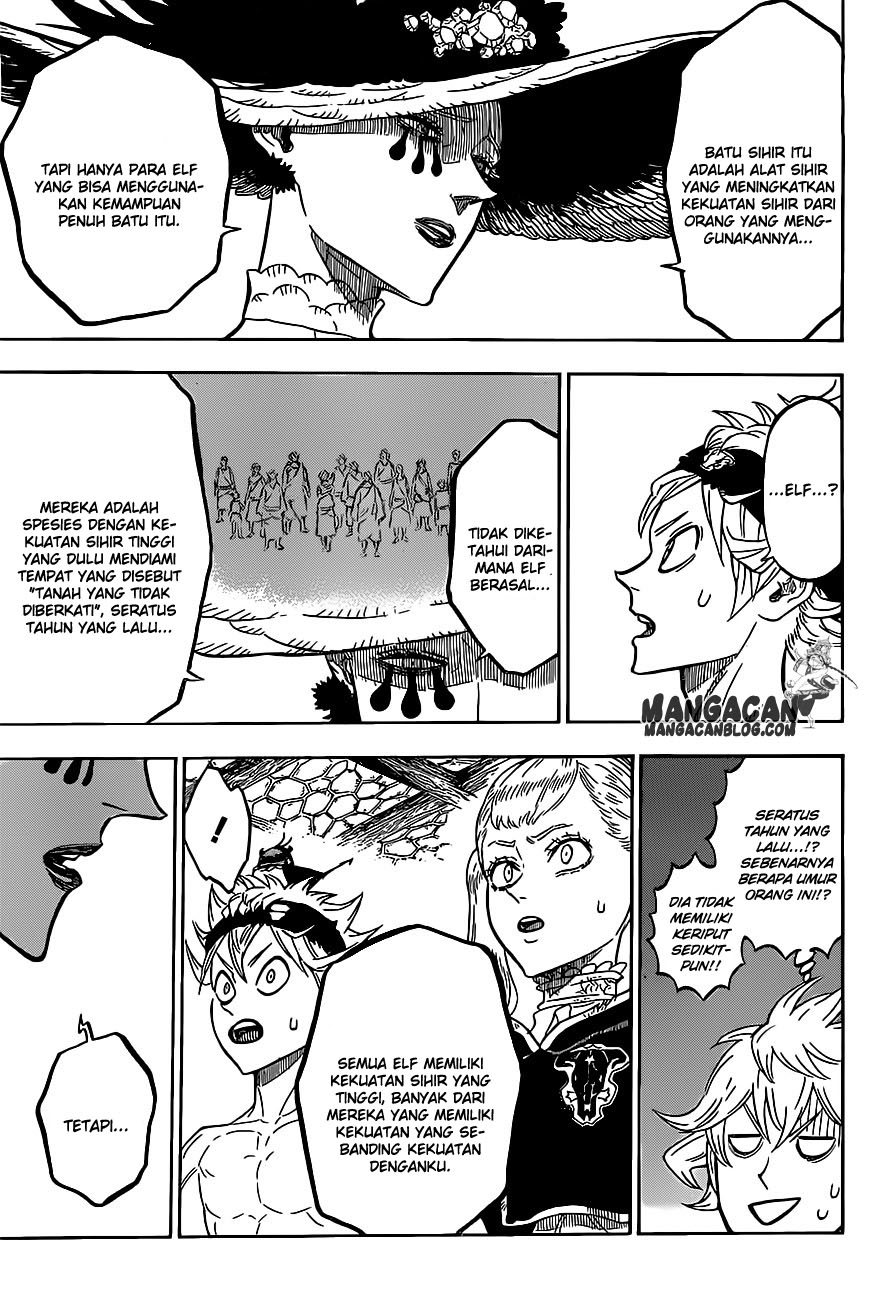 BATU SIHIR ITU
ADALAH ALAT SIHIR
YANG MENINGKATKAN
KEKUATAN SIHIR DARI
ORANG YANG MENG-
GUNAKANNYA...
TAPI HANYA PARA ELF
YANG BISA MENGGUNA-
KAN KEMAMPUAN
PENUH BATU ITU.
...ELF...?
TIDAK DIKE-
TAHUI DARI-
MANA ELF
BERASAL...
MEREKA ADALAH
SPESIES DENGAN KE-
KUATAN SIHIR TINGGI
YANG DULU MENDIAMI
TEMPAT YANG DISEBUT
"TANAH YANG TIDAK
DIBERKATI", SERATUS
TAHUN YANG LALU...
MANGACAN
MANGACANBLOG.COM
SERATUS
TAHUN YANG
LALU...!?
SEBENARNYA
BERAPA UMUR
ORANG INI!?
DIA TIDAK
MEMILIKI
KERIPUT
SEDIKIT-
PUN!!
!
SEMUA ELF MEMILIKI
KEKUATAN SIHIR YANG
TINGGI, BANYAK DARI
MEREKA YANG MEMILIKI
KEKUATAN YANG SE-
BANDING KEKUATAN
DENGANKU.
TETAPI...